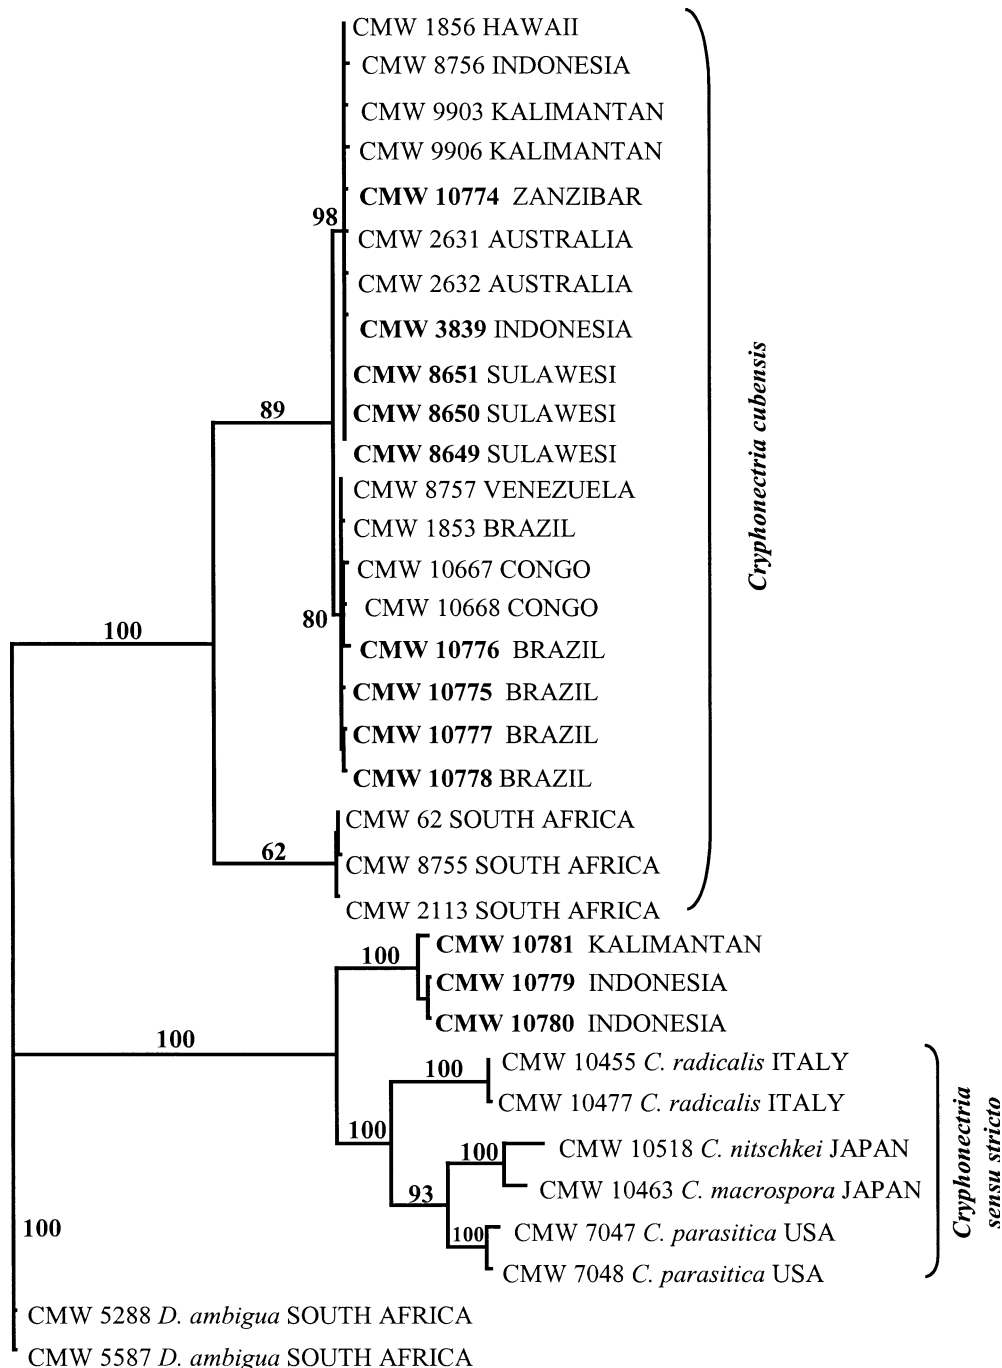 CMW 1856 HAWAII
CMW 8756 INDONESIA
CMW 9903 KALIMANTAN
CMW 9906 KALIMANTAN
CMW 10774 ZANZIBAR
98
CMW 2631 AUSTRALIA
CMW 2632 AUSTRALIA
CMW 3839 INDONESIA
CMW 8651 SULAWESI
89
CMW 8650 SULAWESI
CMW 8649 SULAWESI
Cryphonectria cubensis
CMW 8757 VENEZUELA
CMW 1853 BRAZIL
CMW 10667 CONGO
CMW 10668 CONGO
80
100
CMW 10776 BRAZIL
CMW 10775 BRAZIL
CMW 10777 BRAZIL
CMW 10778 BRAZIL
CMW 62 SOUTH AFRICA
62
CMW 8755 SOUTH AFRICA
CMW 2113 SOUTH AFRICA
CMW 10781 KALIMANTAN
100
CMW 10779 INDONESIA
CMW 10780 INDONESIA
100
CMW 10455 C. radicalis ITALY
100
CMW 10477 C. radicalis ITALY
100
CMW 10518 C. nitschkei JAPAN
100
CMW 10463 C. macrospora JAPAN
93
Cryphonectria
sensu stricto
CMW 7047 C. parasitica USA
100
CMW 7048 C. parasitica USA
100
CMW 5288 D. ambigua SOUTH AFRICA
CMW 5587 D. ambigua SOUTH AFRICA